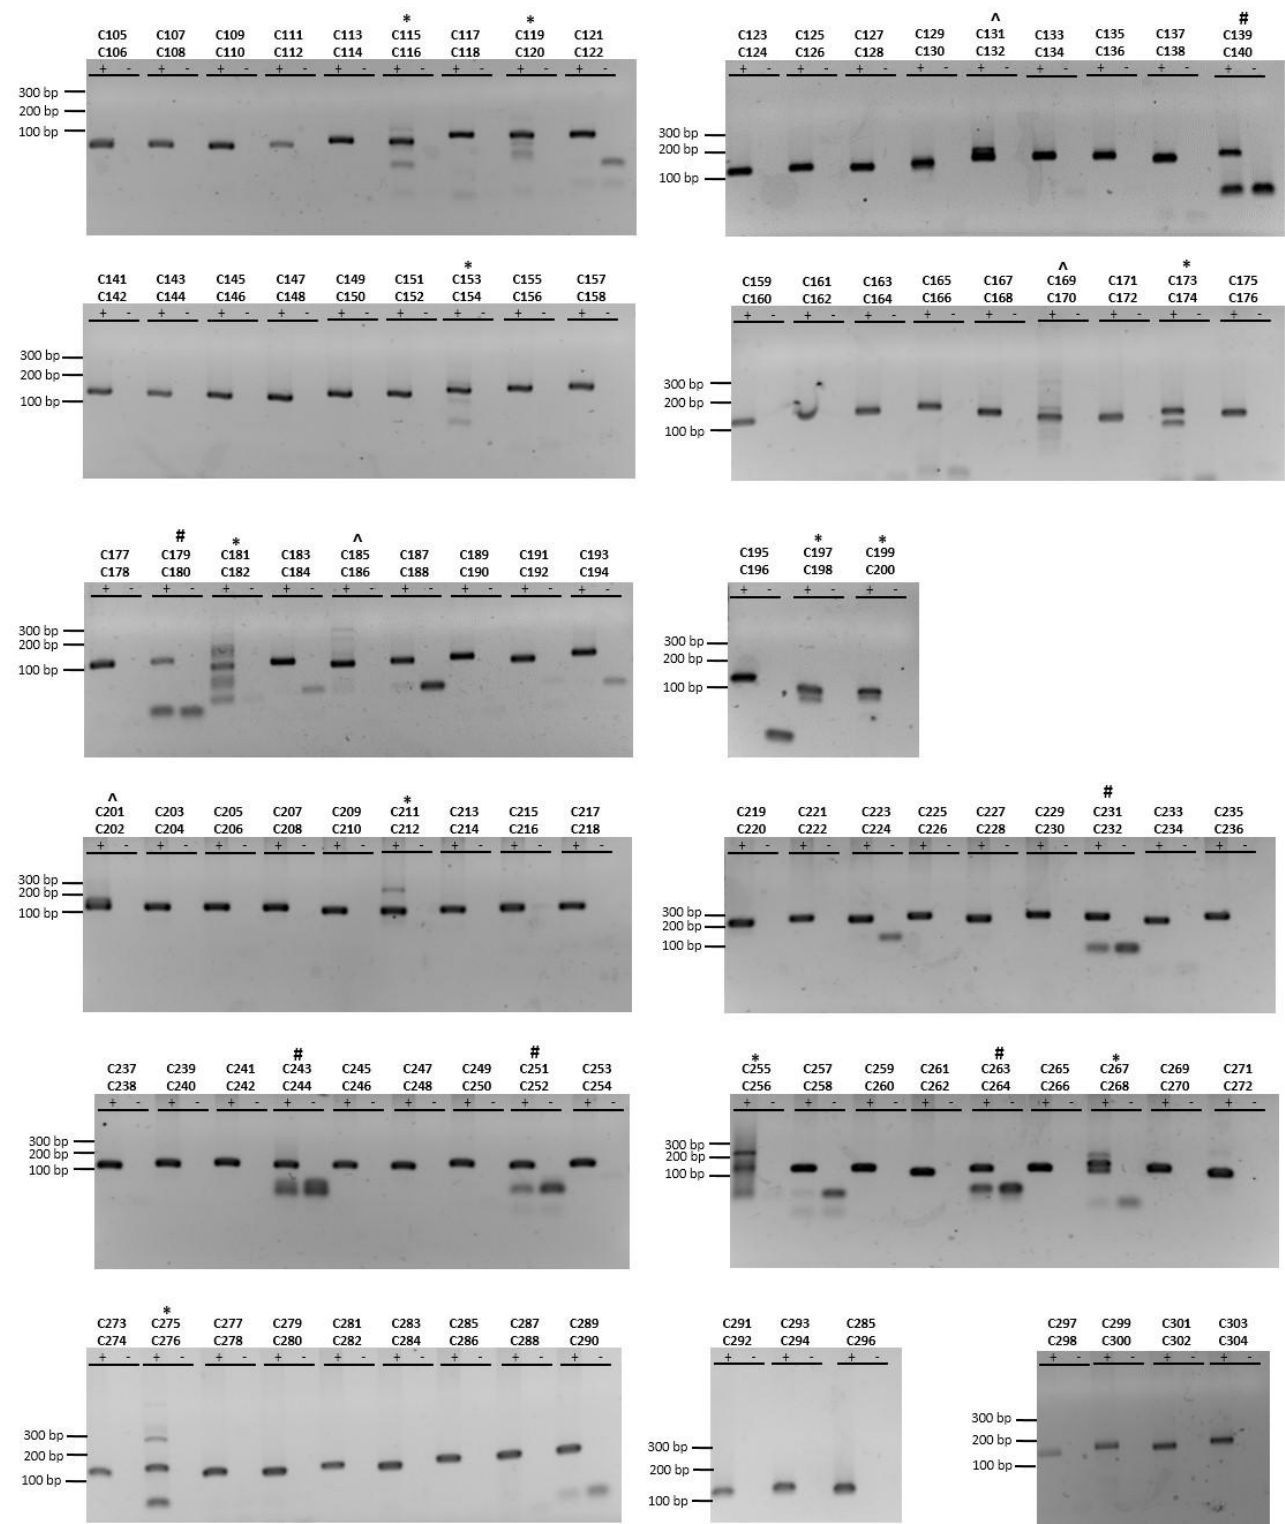 * *
C105 C107 C109 C111 C113 C115 C117 C119 C121
C106 C108 C110 C112 C114 C116 C118 C120 C122
+ - + - + - + - + - + - + - + - + -
300 bp
200 bp
100 bp
^ #
C123 C125 C127 C129 C131 C133 C135 C137 C139
C124 C126 C128 C130 C132 C134 C136 C138 C140
+ - + - + - + - + - + - + - + - + -
300 bp
200 bp
100 bp
*
C141 C143 C145 C147 C149 C151 C153 C155 C157
C142 C144 C146 C148 C150 C152 C154 C156 C158
+ - + - + - + - + - + - + - + - + -
300 bp
200 bp
100 bp
^ *
C159 C161 C163 C165 C167 C169 C171 C173 C175
C160 C162 C164 C166 C168 C170 C172 C174 C176
+ - + - + - + - + - + - + - + - + -
300 bp
200 bp
100 bp
# * ^
C177 C179 C181 C183 C185 C187 C189 C191 C193
C178 C180 C182 C184 C186 C188 C190 C192 C194
+ - + - + - + - + - + - + - + - + -
300 bp
200 bp
100 bp
* *
C195 C197 C199
C196 C198 C200
+ - + - + -
300 bp
200 bp
100 bp
^ *
C201 C203 C205 C207 C209 C211 C213 C215 C217
C202 C204 C206 C208 C210 C212 C214 C216 C218
+ - + - + - + - + - + - + - + - + -
300 bp
200 bp
100 bp
#
C219 C221 C223 C225 C227 C229 C231 C233 C235
C220 C222 C224 C226 C228 C230 C232 C234 C236
+ - + - + - + - + - + - + - + - + -
300 bp
200 bp
100 bp
# #
C237 C239 C241 C243 C245 C247 C249 C251 C253
C238 C240 C242 C244 C246 C248 C250 C252 C254
+ - + - + - + - + - + - + - + - + -
300 bp
200 bp
100 bp
* # *
C255 C257 C259 C261 C263 C265 C267 C269 C271
C256 C258 C260 C262 C264 C266 C268 C270 C272
+ - + - + - + - + - + - + - + - + -
300 bp
200 bp
100 bp
*
C273 C275 C277 C279 C281 C283 C285 C287 C289
C274 C276 C278 C280 C282 C284 C286 C288 C290
+ - + - + - + - + - + - + - + - + -
300 bp
200 bp
100 bp
C291 C293 C285
C292 C294 C296
+ - + - + -
300 bp
200 bp
100 bp
C297 C299 C301 C303
C298 C300 C302 C304
+ - + - + - + -
300 bp
200 bp
100 bp